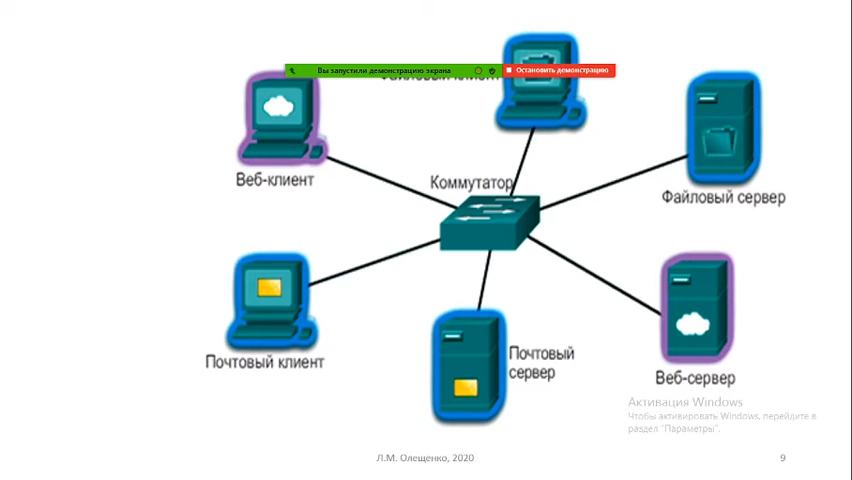 Вы запустили демонстрацию экрана
Остановить демонстрацию
Веб-клиент
Коммутатор
Файловый сервер
Почтовый клиент
Почтовый
сервер
Веб-сервер
Активация Windows
Чтобы активировать Windows, перейдите в
раздел "Параметры".
Л.М. Олещенко, 2020
9